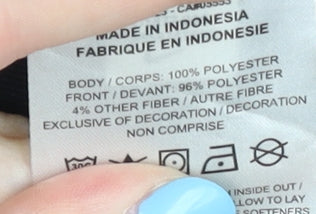 MADE IN INDONESIA
FABRIQUE EN INDONESIE
BODY / CORPS: 100% POLYESTER
FRONT / DEVANT: 96% POLYESTER
4% OTHER FIBER / AUTRE FIBRE
EXCLUSIVE OF DECORATION / DECORATION
NON COMPRISE
INSIDE OUT /
LLOW TO LAY
SOFTENERS